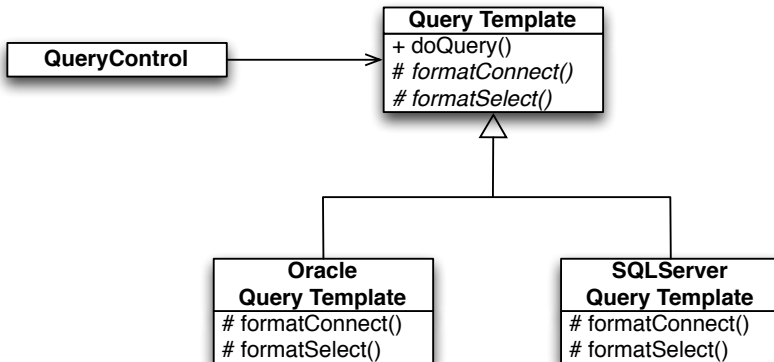 Query Template
+ doQuery()
# formatConnect()
# formatSelect()
QueryControl
Oracle
Query Template
# formatConnect()
# formatSelect()
SQLServer
Query Template
# formatConnect()
# formatSelect()